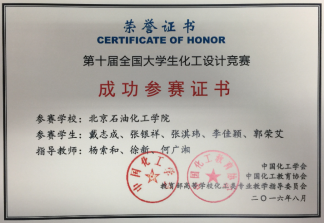 荣誉证书
CERTIFICATE OF HONOR
第十届全国大学生化工设计竞赛
成功参赛证书
参赛学校：北京石油化工学院
参赛学生：戴志成、张银祥、张淇玮、李佳颖、郭荣艾
指导教师：杨索和、徐新、何广湘
中国化工学会
中国化工教育协会
教育部高等学校化工类专业教学指导委员会
二〇一六年八月